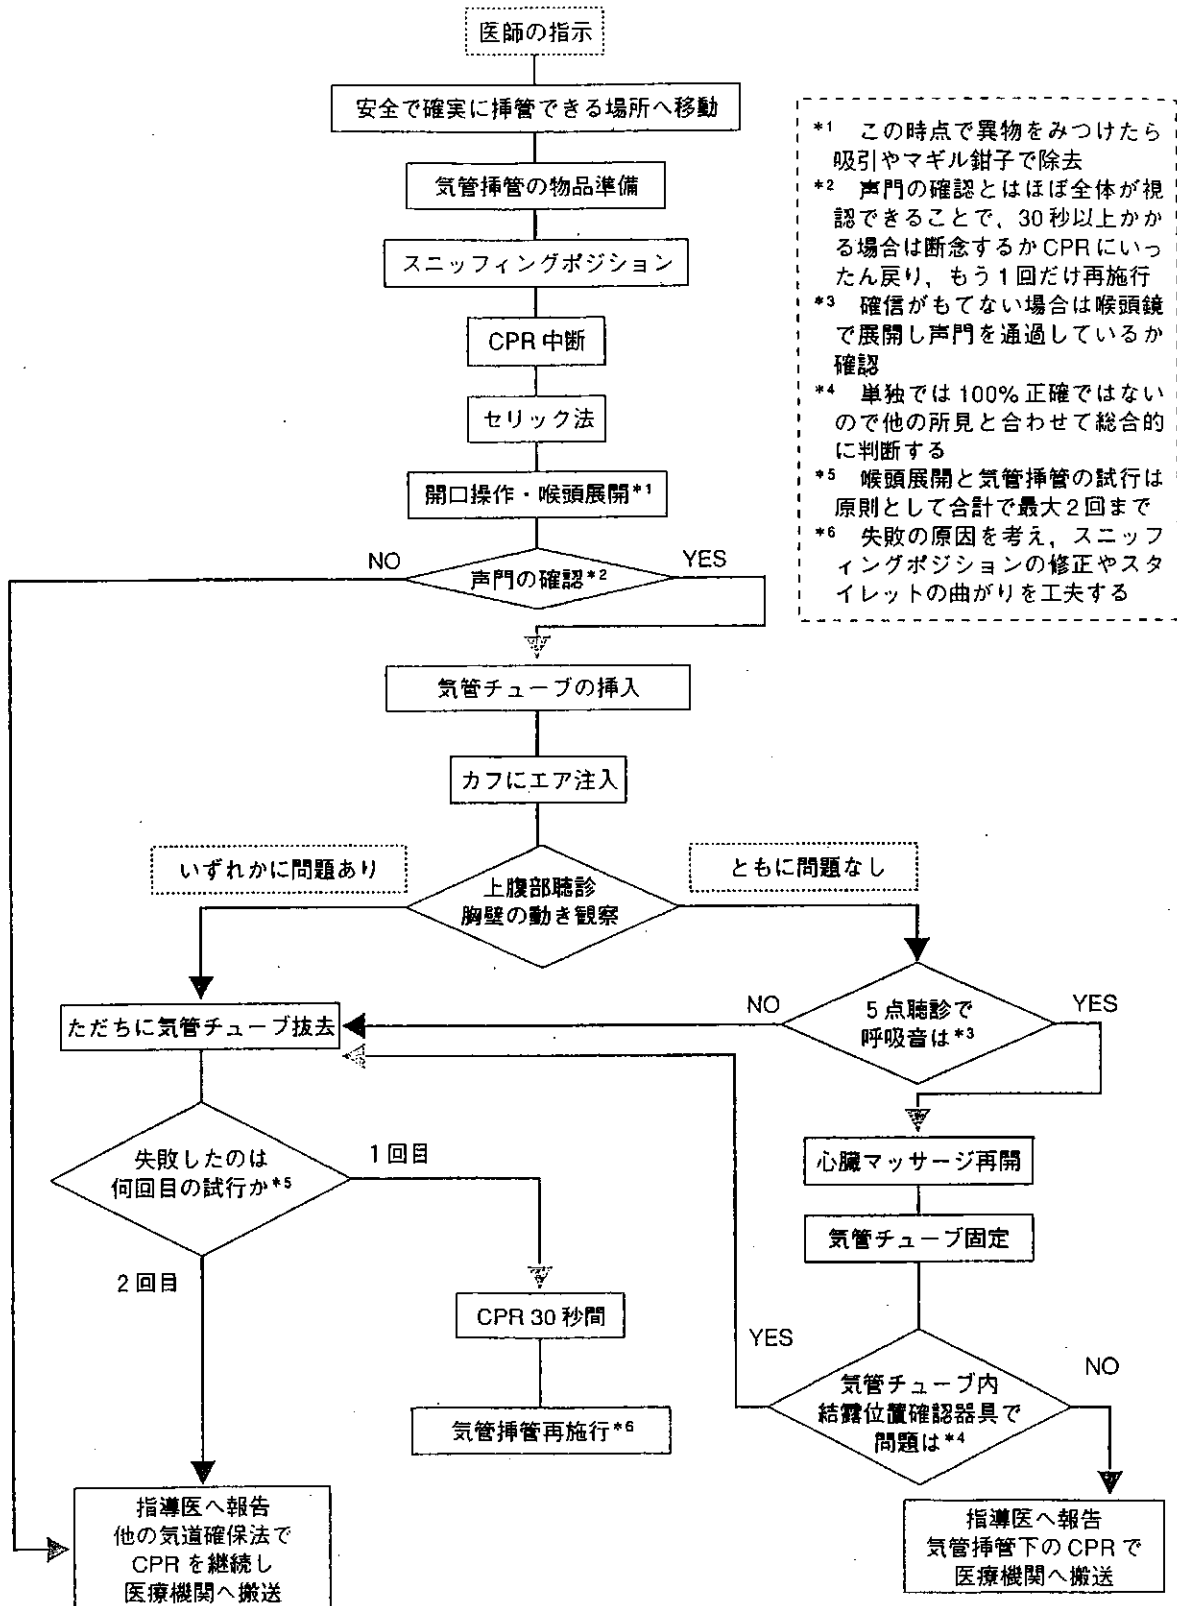 医師の指示
安全で確実に挿管できる場所へ移動
気管挿管の物品準備
スニッフィングポジション
CPR 中断
セリック法
開口操作・喉頭展開*1
NO
声門の確認*2
YES
*1 この時点で異物をみつけたら
吸引やマギル鉗子で除去
*2 声門の確認とはほぼ全体が視
認できることで，30秒以上かか
る場合は断念するかCPRにいっ
たん戻り，もう1回だけ再施行
*3 確信がもてない場合は喉頭鏡
で展開し声門を通過しているか
確認
*4 単独では100%正確ではない
ので他の所見と合わせて総合的
に判断する
*5 喉頭展開と気管挿管の試行は
原則として合計で最大2回まで
*6 失敗の原因を考え，スニッフ
ィングポジションの修正やスタ
イレットの曲がりを工夫する
気管チューブの挿入
カフにエア注入
いずれかに問題あり
上腹部聴診
胸壁の動き観察
ともに問題なし
ただちに気管チューブ抜去
NO
5点聴診で
呼吸音は*3
YES
失敗したのは
何回目の試行か*5
1回目
2回目
心臓マッサージ再開
気管チューブ固定
CPR 30秒間
気管挿管再施行*6
YES
気管チューブ内
結露位置確認器具で
問題は*4
NO
指導医へ報告
他の気道確保法で
CPRを継続し
医療機関へ搬送
指導医へ報告
気管挿管下のCPRで
医療機関へ搬送